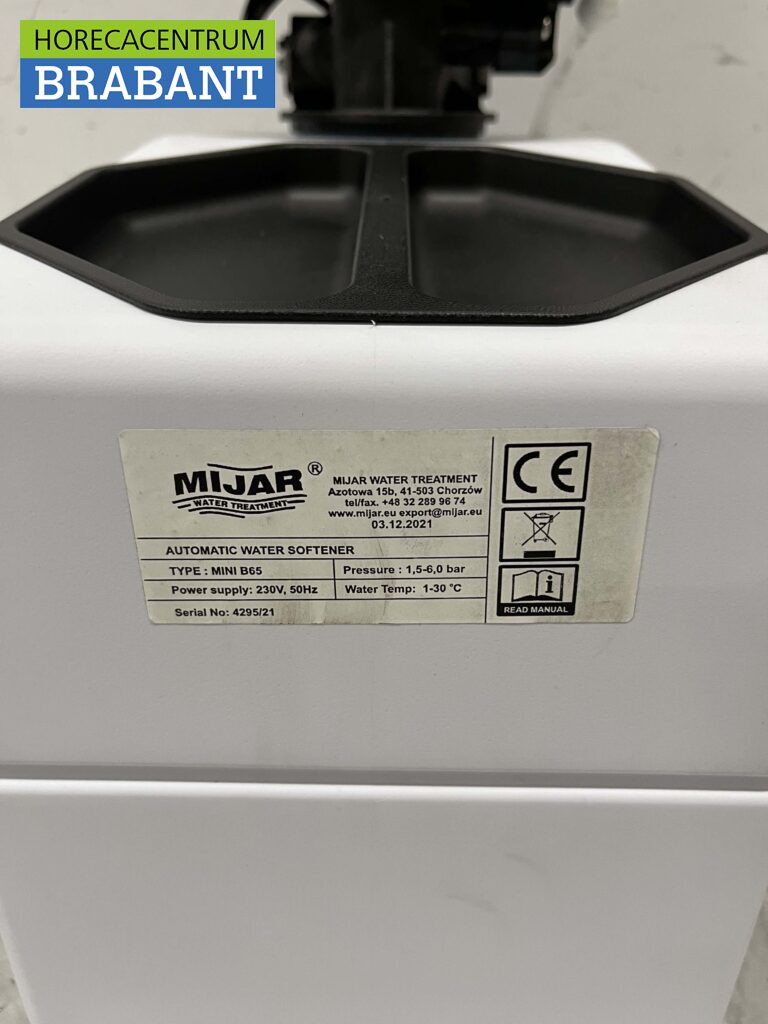 HORECACENTRUM
BRABANT
MIJAR®
WATER TREATMENT
MIJAR WATER TREATMENT
Azotowa 15b, 41-503 Chorzów
tel/fax. +48 32 289 96 74
www.mijar.eu export@mijar.eu
03.12.2021
AUTOMATIC WATER SOFTENER
TYPE : MINI B65
Pressure : 1,5-6,0 bar
Power supply: 230V, 50Hz
Water Temp: 1-30 °C
Serial No: 4295/21
CE
i
READ MANUAL